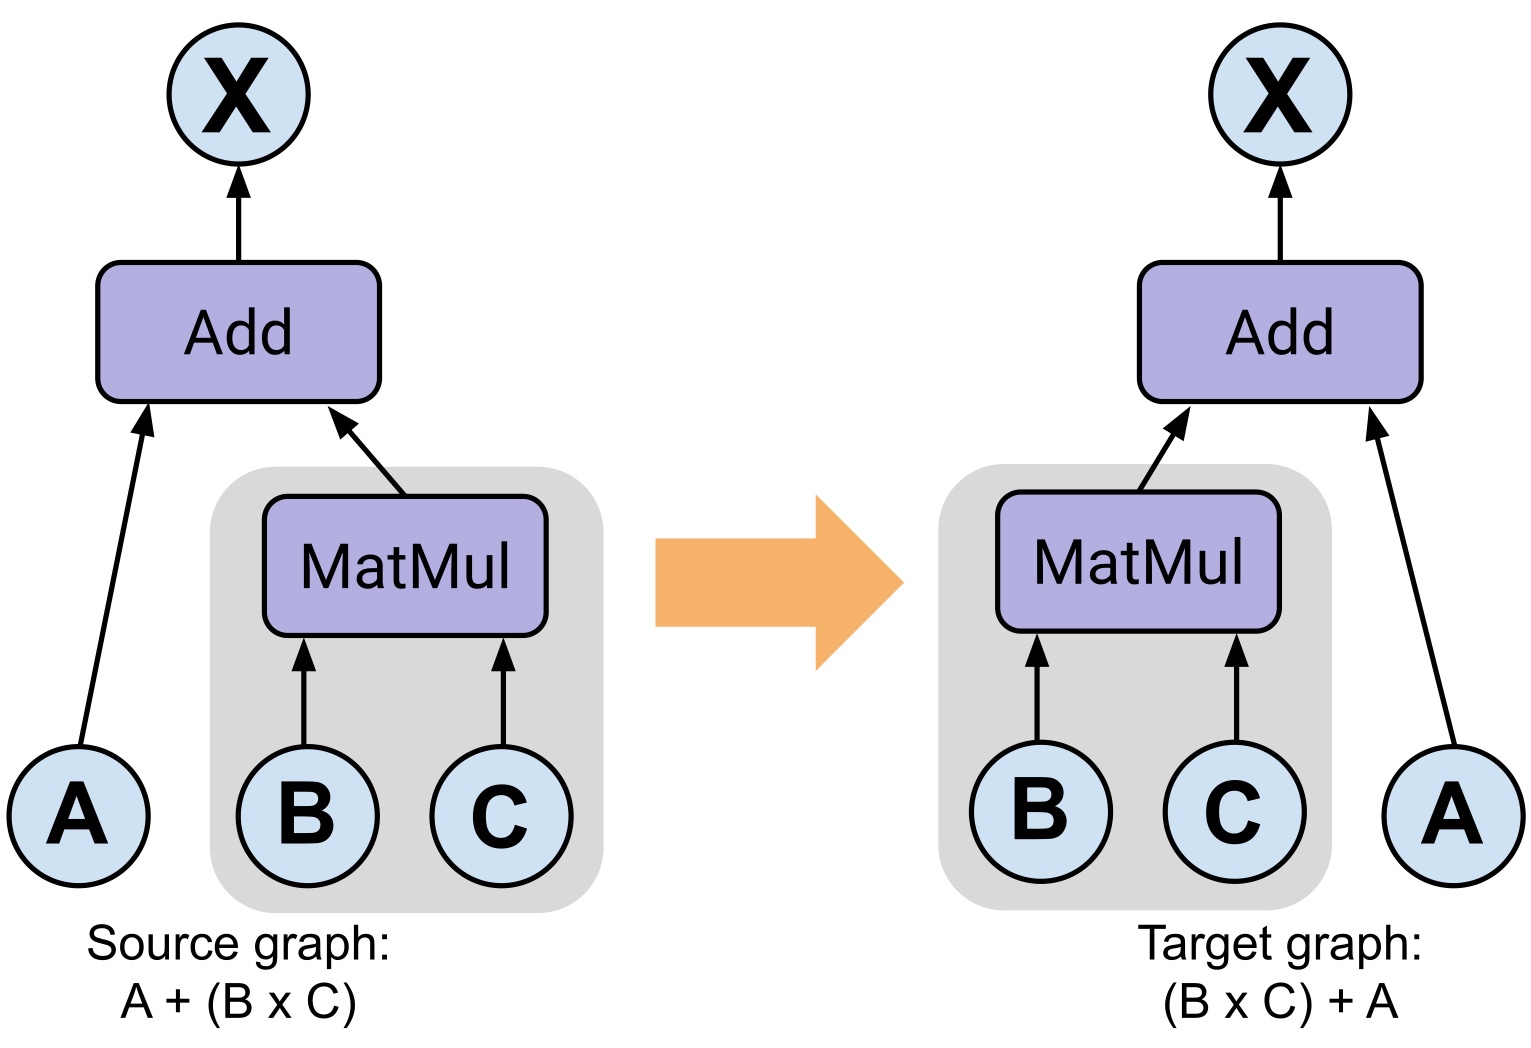 X
X
Add
Add
MatMul
MatMul
A
B
C
B
C
A
Source graph:
A + (B x C)
Target graph:
(B x C) + A